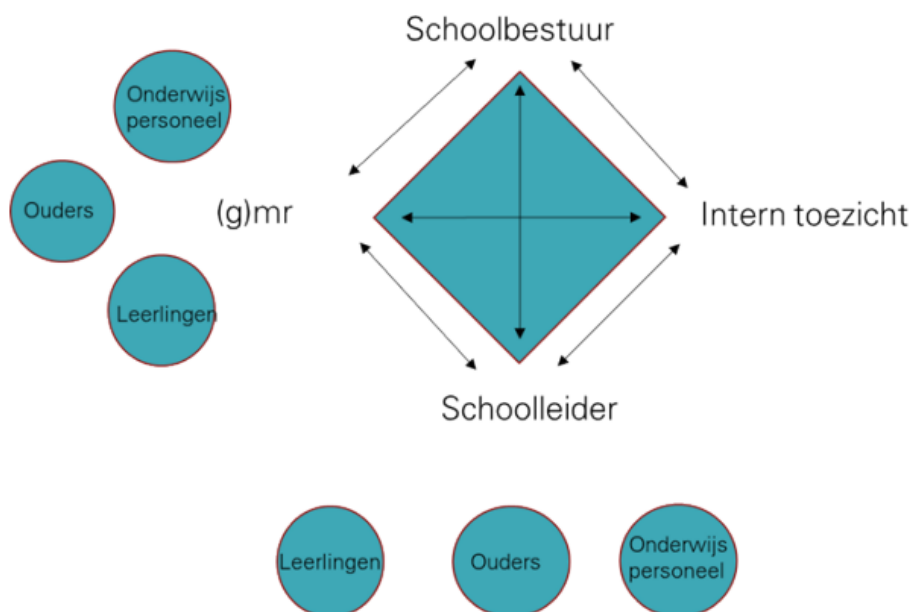 Schoolbestuur
Onderwijs
personeel
Ouders
(g)mr
Intern toezicht
Leerlingen
Schoolleider
Leerlingen
Ouders
Onderwijs
personeel